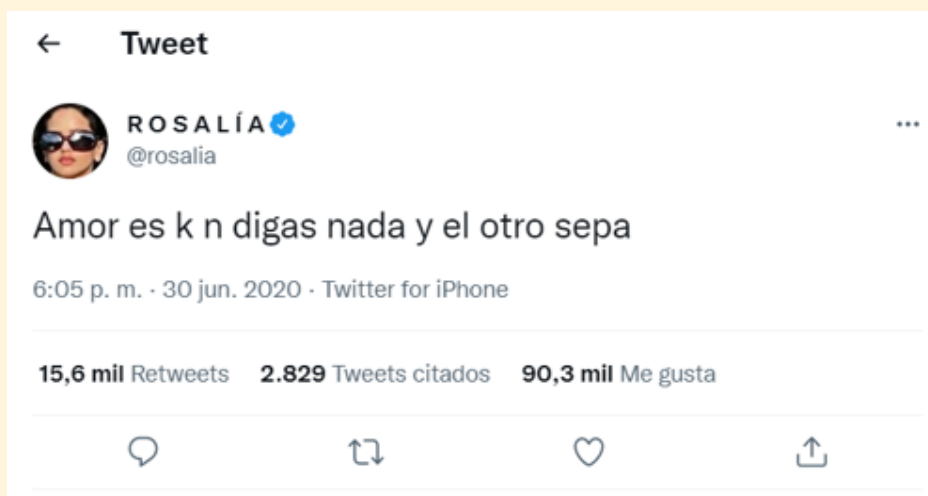 Tweet
ROSALÍA
@rosalia
Amor es k n digas nada y el otro sepa
6:05 p. m. · 30 jun. 2020 · Twitter for iPhone
15,6 mil Retweets 2.829 Tweets citados 90,3 mil Me gusta